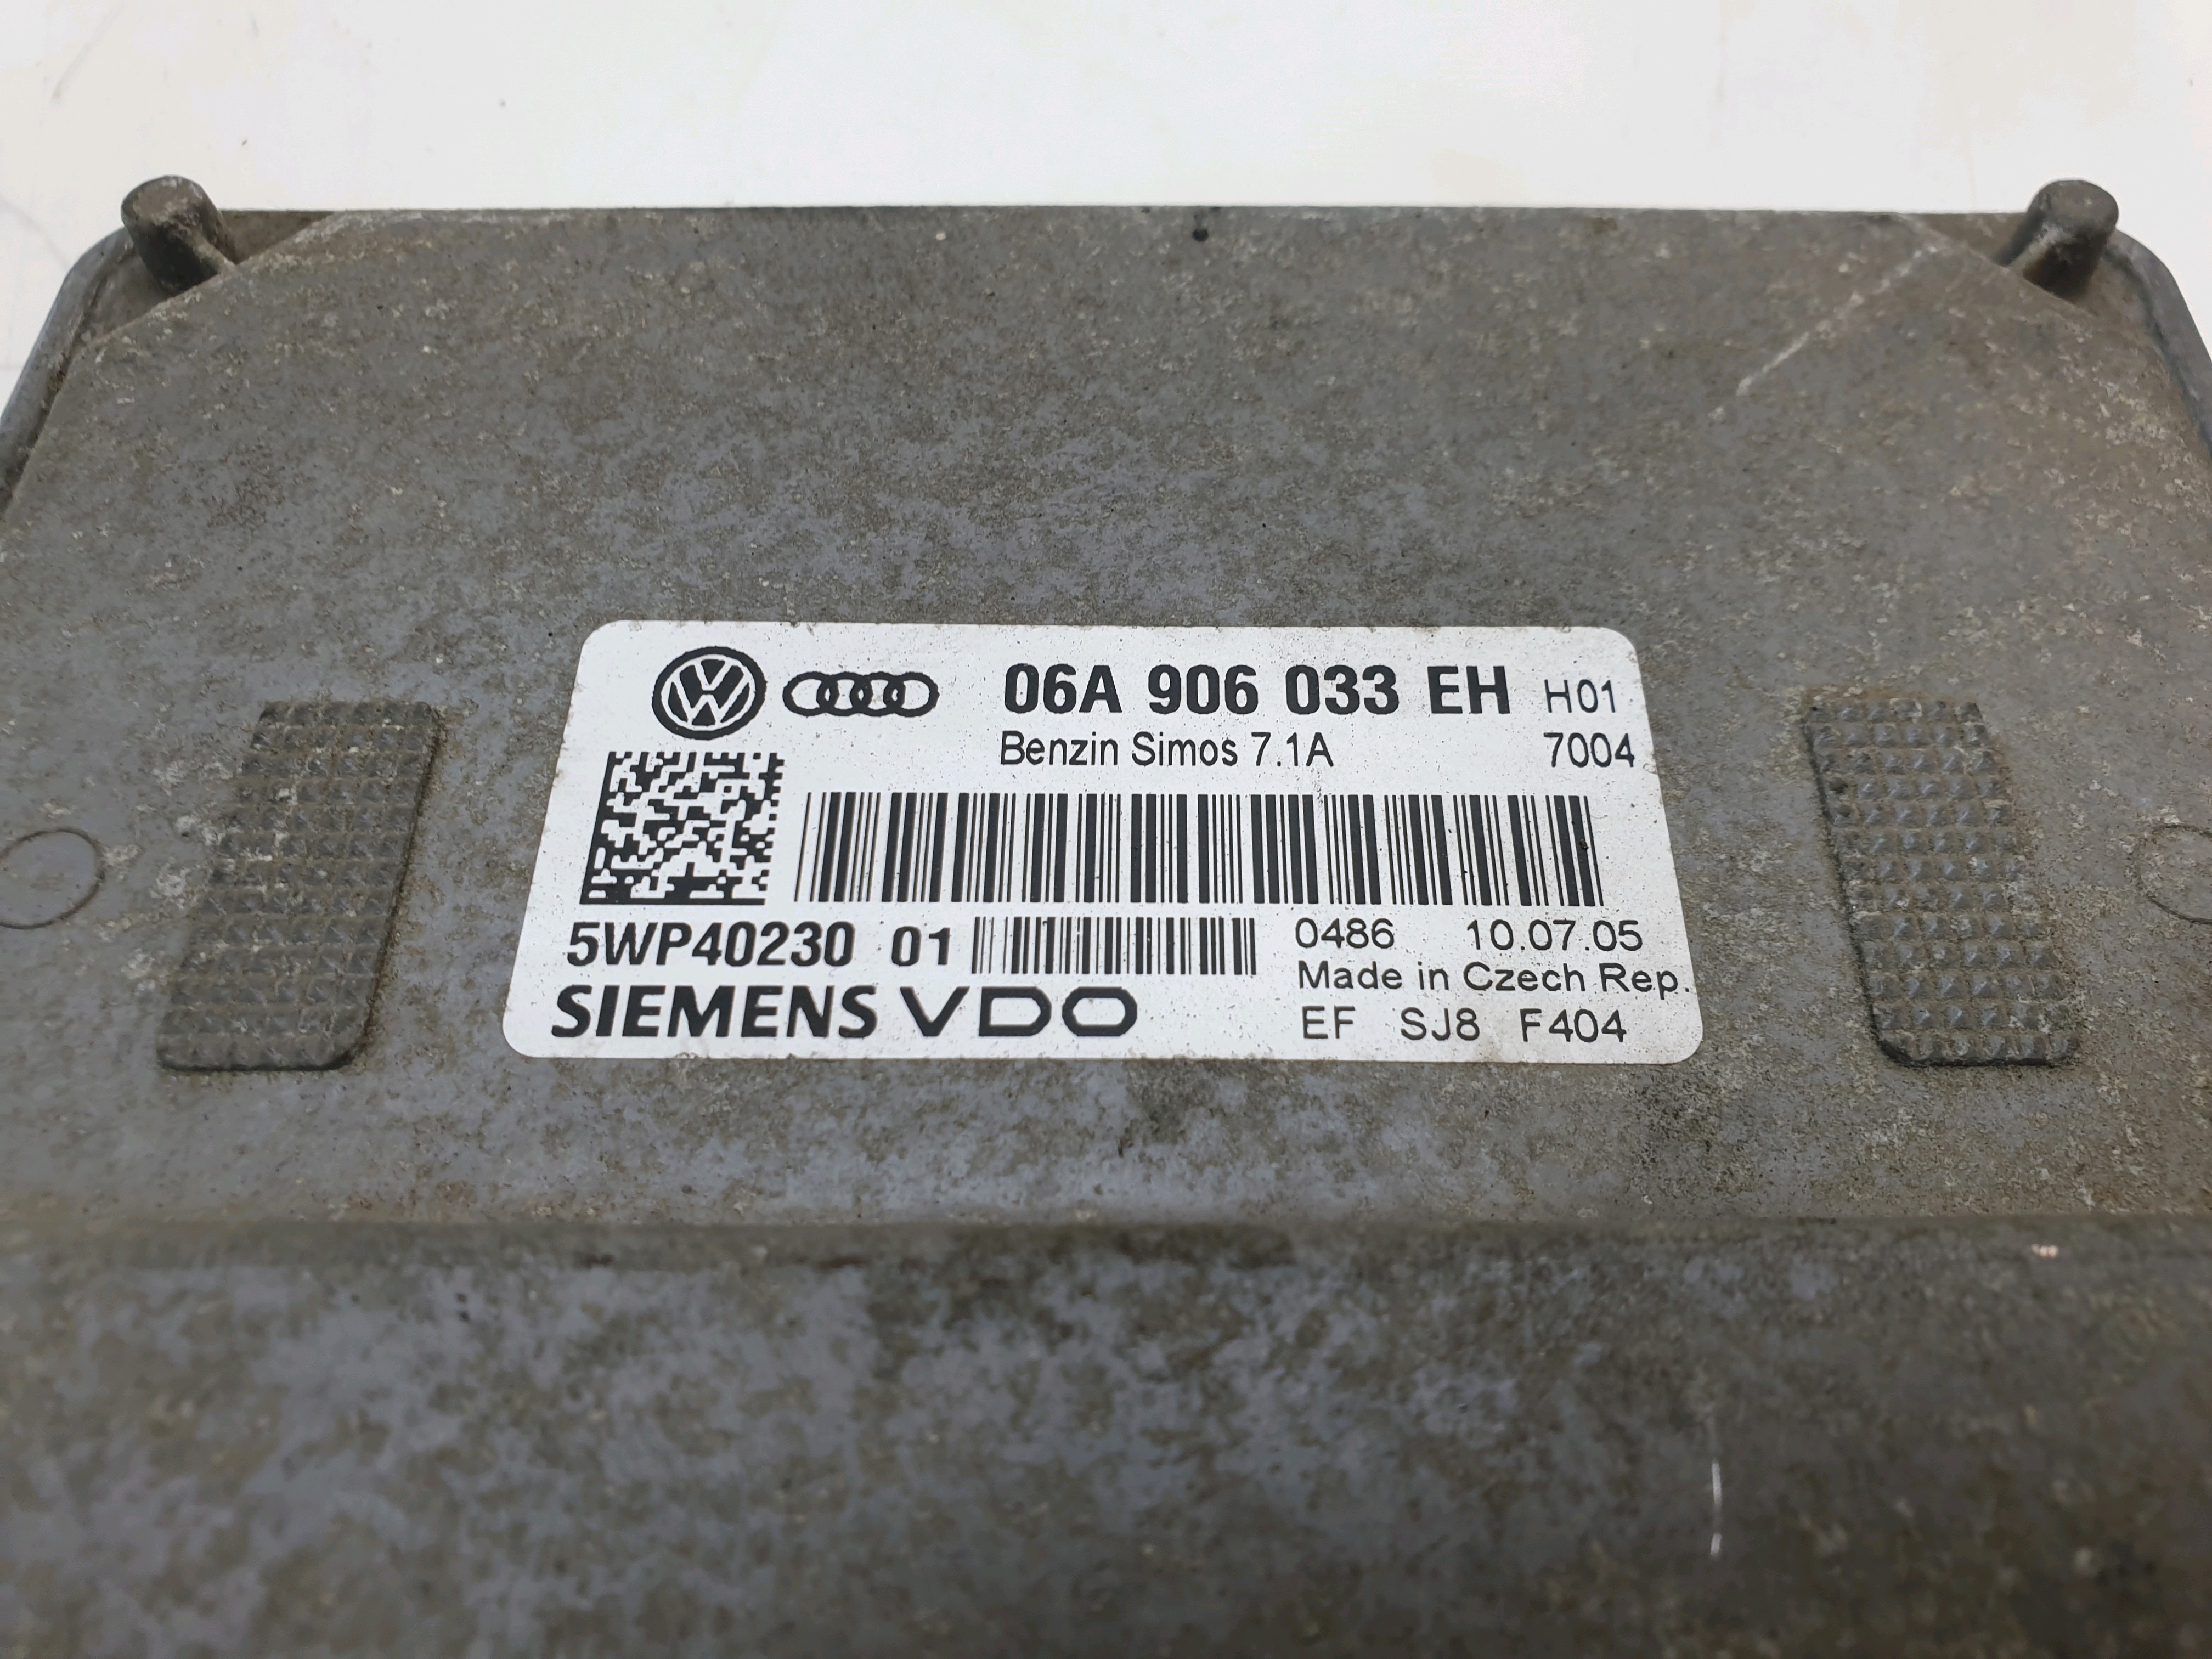 06A 906 033 EH H01
Benzin Simos 7.1A 7004
5WP40230 01
0486 10.07.05
Made in Czech Rep.
SIEMENS VDO
EF SJ8 F404